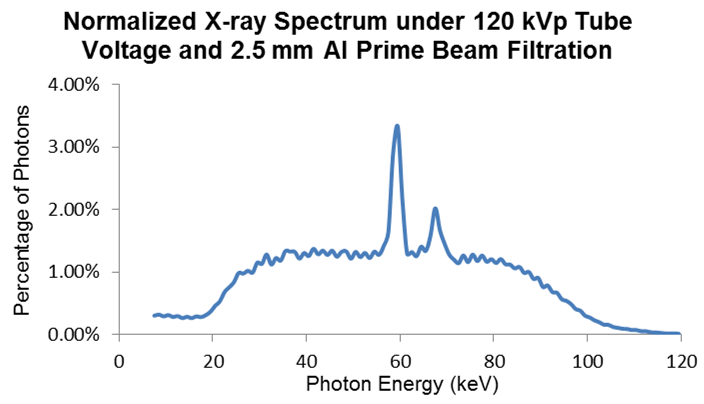 Normalized X-ray Spectrum under 120 kVp Tube
Voltage and 2.5 mm Al Prime Beam Filtration
Percentage of Photons
4.00%
3.00%
2.00%
1.00%
0.00%
0 20 40 60 80 100 120
Photon Energy (keV)